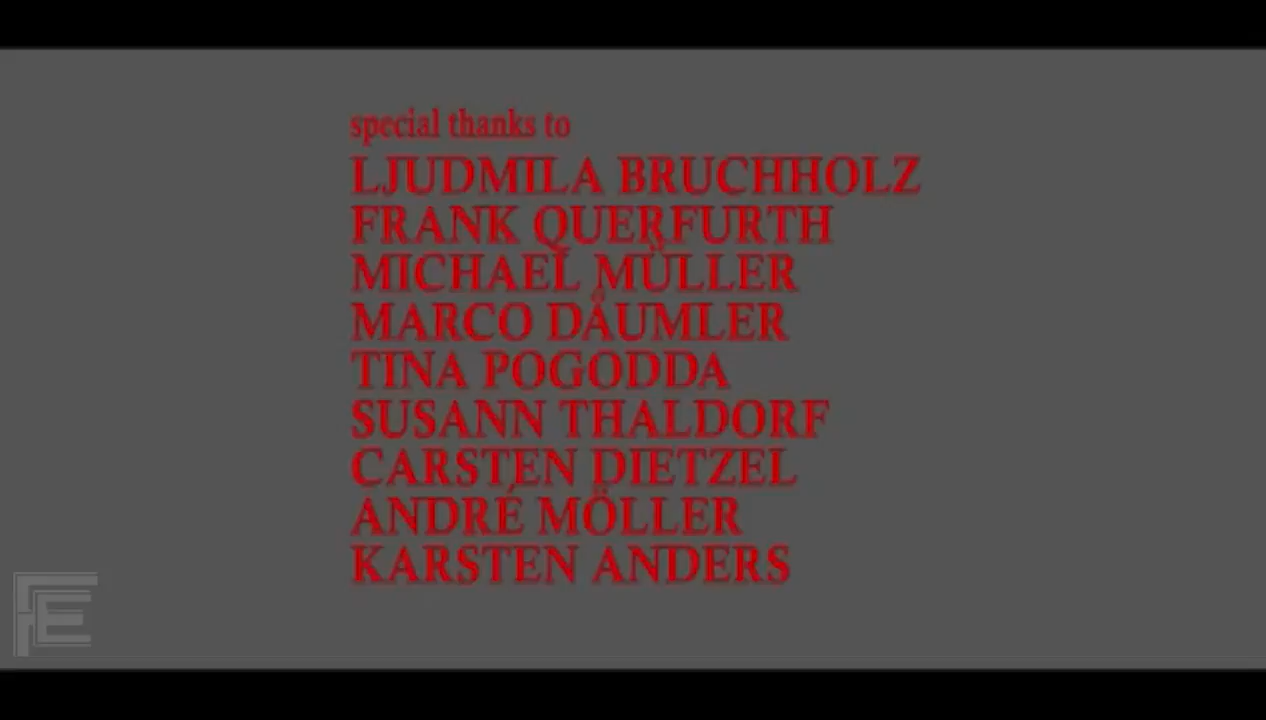 special thanks to
LJUDMILA BRUCHHOLZ
FRANK QUERFURTH
MICHAEL MÜLLER
MARCO DÄUMLER
TINA POGODDA
SUSANN THALDORF
CARSTEN DIETZEL
ANDRÉ MÖLLER
KARSTEN ANDERS
FE